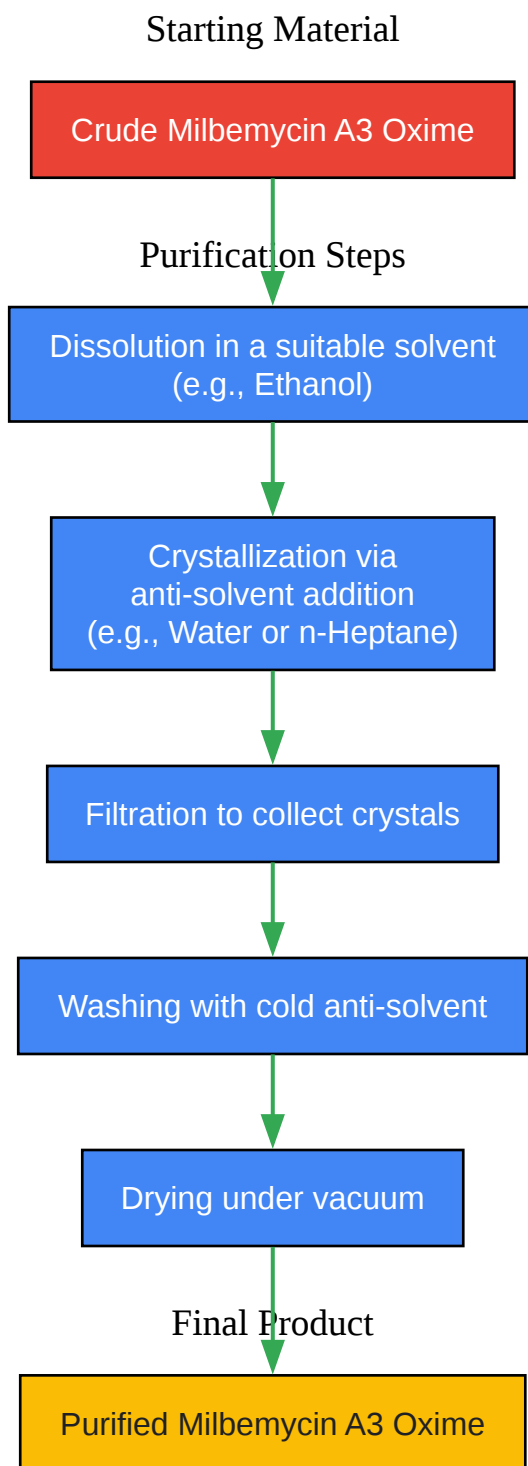 Starting Material
Crude Milbemycin A3 Oxime
Purification Steps
Dissolution in a suitable solvent
(e.g., Ethanol)
Crystallization via
anti-solvent addition
(e.g., Water or n-Heptane)
Filtration to collect crystals
Washing with cold anti-solvent
Drying under vacuum
Final Product
Purified Milbemycin A3 Oxime